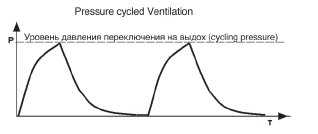 Pressure cycled Ventilation
P
Уровень давления переключения на выдох (cycling pressure)
T